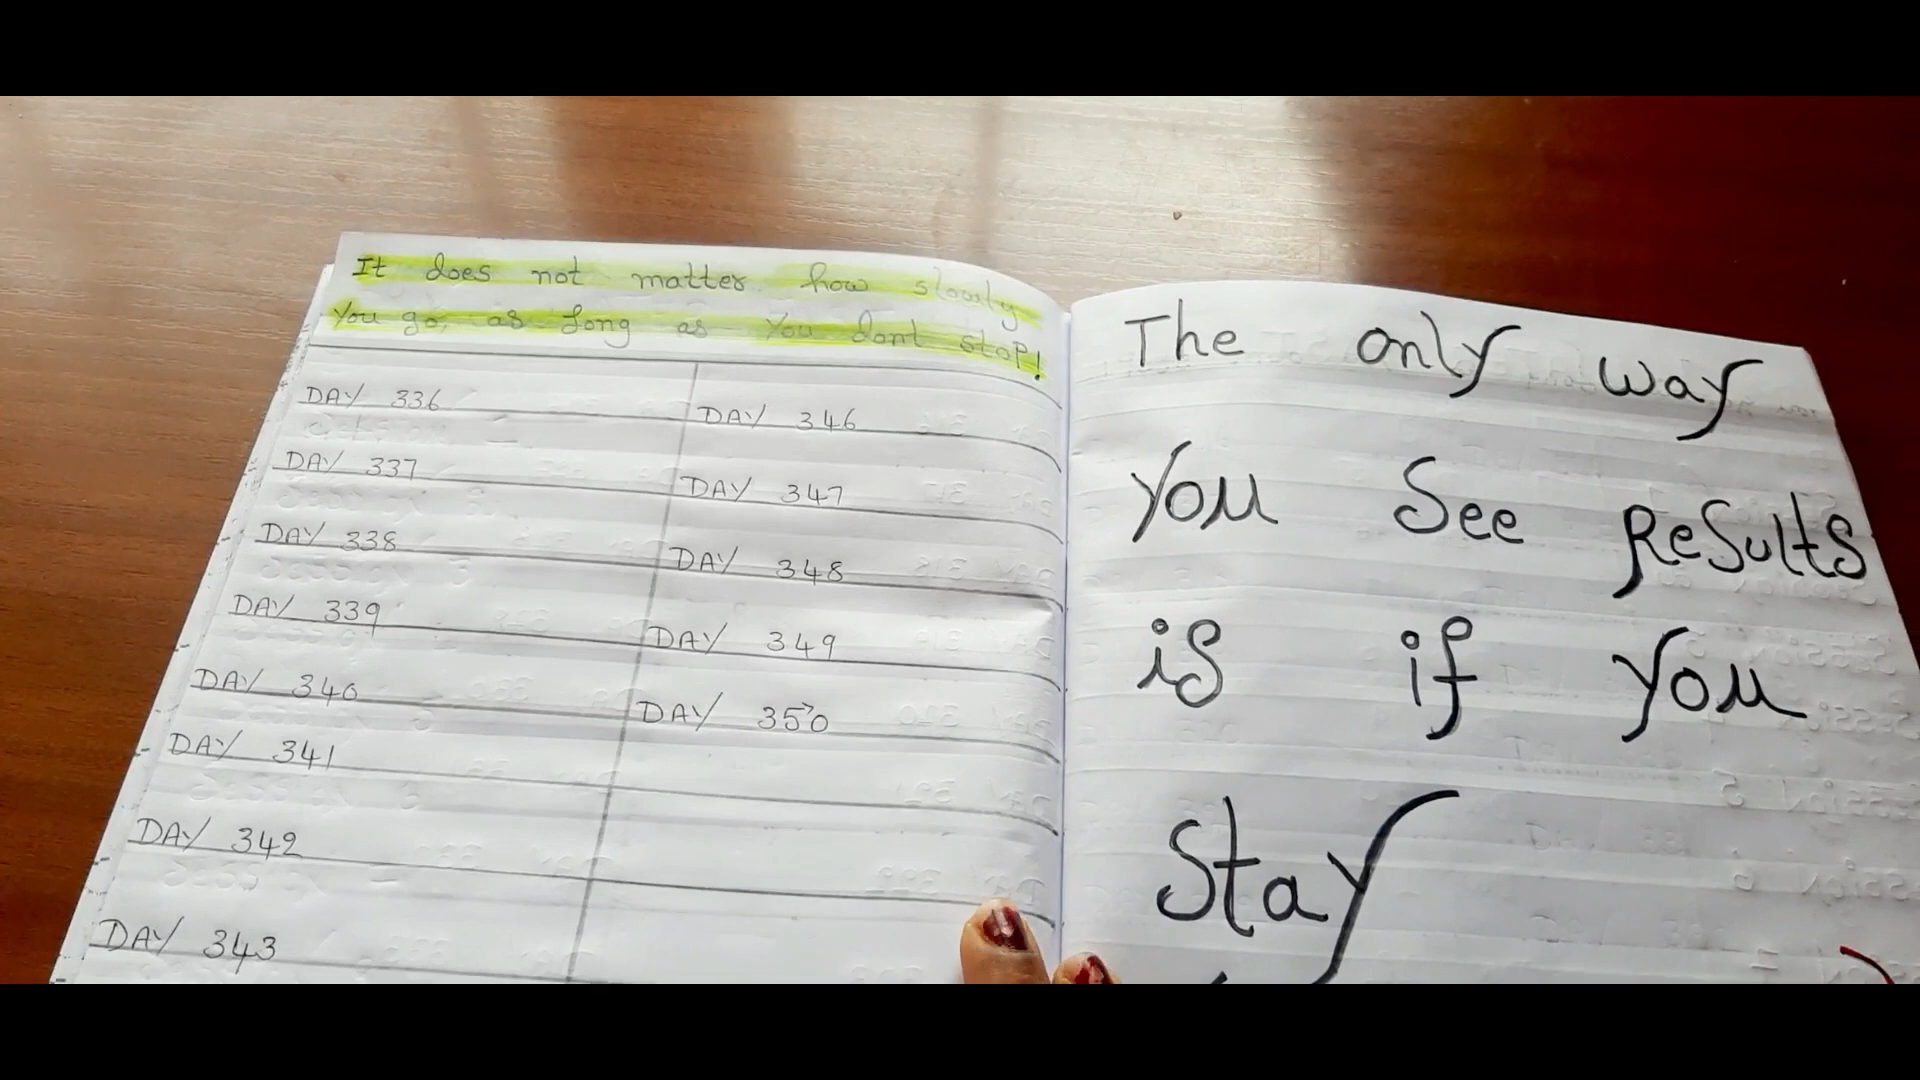 It does not matter how slowly
You go, as long as You dont stop!
DAY 336
DAY 337
DAY 338
DAY 339
DAY 340
DAY 341
DAY 342
DAY 343
DAY 346
DAY 347
DAY 348
DAY 349
DAY 350
The only way
You See Results
is if you
Stay